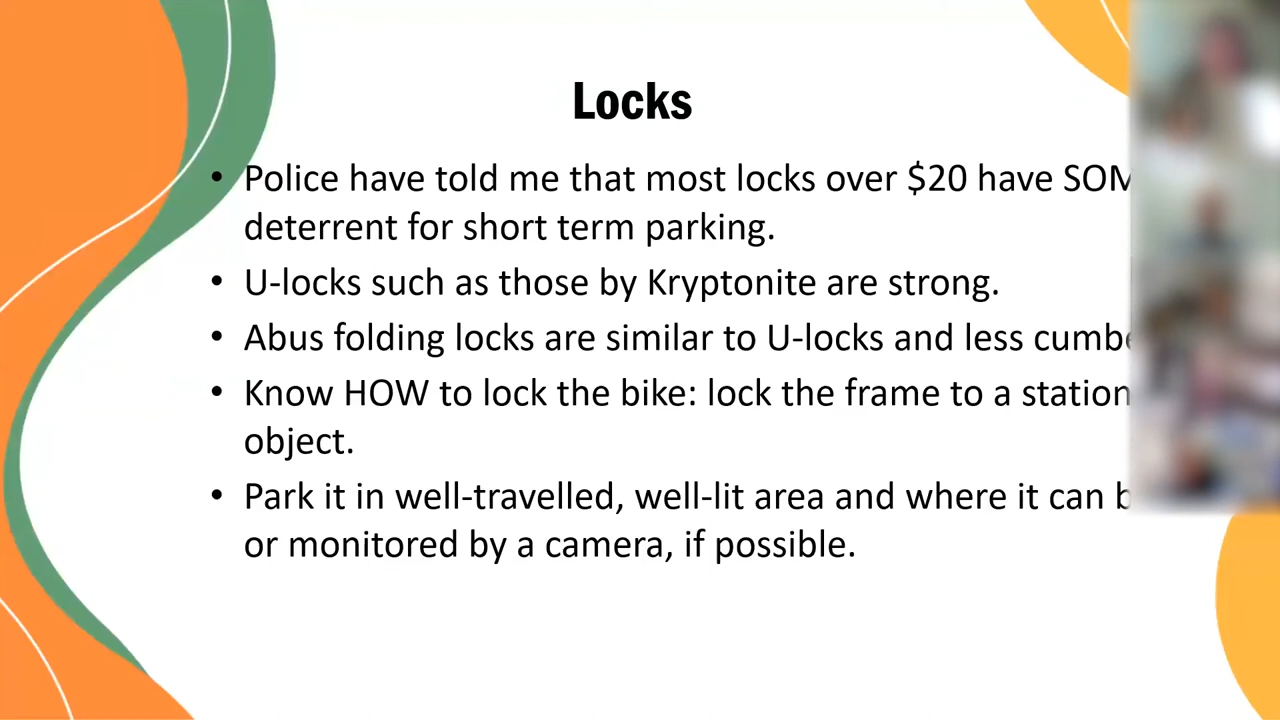 Locks
• Police have told me that most locks over $20 have
deterrent for short term parking.
• U-locks such as those by Kryptonite are strong.
• Abus folding locks are similar to U-locks and less
• Know HOW to lock the bike: lock the frame to a
object.
• Park it in well-travelled, well-lit area and where it can
or monitored by a camera, if possible.